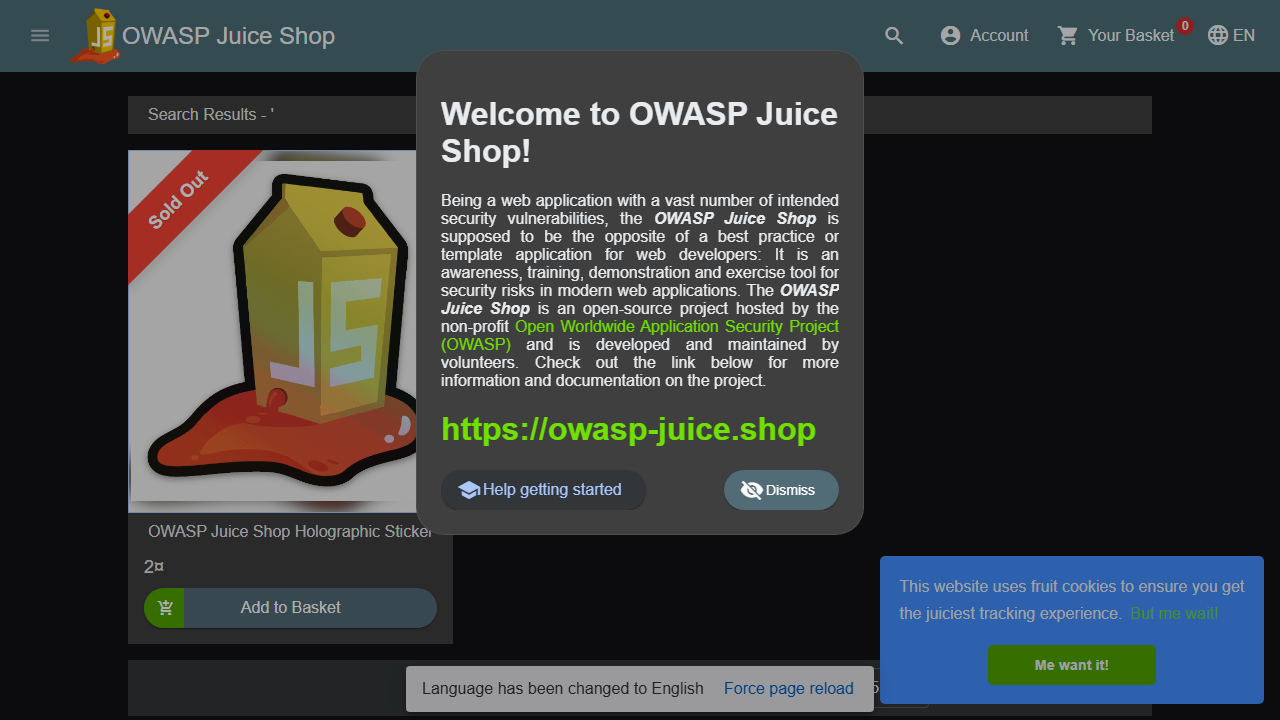 OWASP Juice Shop
Account
Your Basket
0
EN
Search Results - '
Sold Out
JS
OWASP Juice Shop Holographic Sticker
2¤
Add to Basket
Welcome to OWASP Juice
Shop!
Being a web application with a vast number of intended
security vulnerabilities, the OWASP Juice Shop is
supposed to be the opposite of a best practice or
template application for web developers: It is an
awareness, training, demonstration and exercise tool for
security risks in modern web applications. The OWASP
Juice Shop is an open-source project hosted by the
non-profit Open Worldwide Application Security Project
(OWASP) and is developed and maintained by
volunteers. Check out the link below for more
information and documentation on the project.
https://owasp-juice.shop
Help getting started
Dismiss
This website uses fruit cookies to ensure you get
the juiciest tracking experience. But me wait!
Me want it!
Language has been changed to English
Force page reload